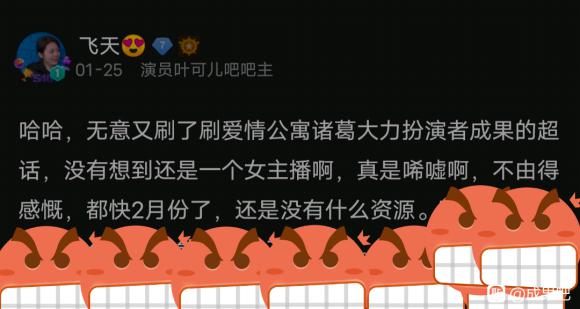 飞天😍 7
01-25 演员叶可儿吧吧主
哈哈，无意又刷了刷爱情公寓诸葛大力扮演者成果的超
话，没有想到还是一个女主播啊，真是唏嘘啊，不由得
感慨，都快2月份了，还是没有什么资源。
@成果吧